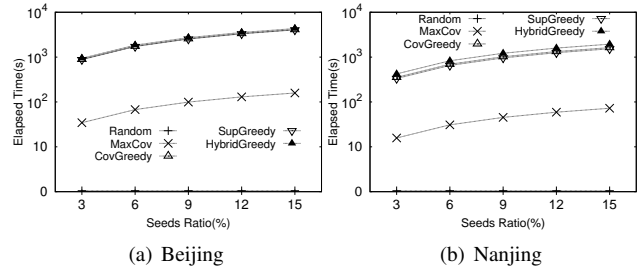 Elapsed Time(s)
10^4
10^3
10^2
10
0
Random
MaxCov
CovGreedy
SupGreedy
HybridGreedy
3 6 9 12 15
Seeds Ratio(%)
(a) Beijing
Elapsed Time(s)
10^4
10^3
10^2
10
0
Random
MaxCov
CovGreedy
SupGreedy
HybridGreedy
3 6 9 12 15
Seeds Ratio(%)
(b) Nanjing